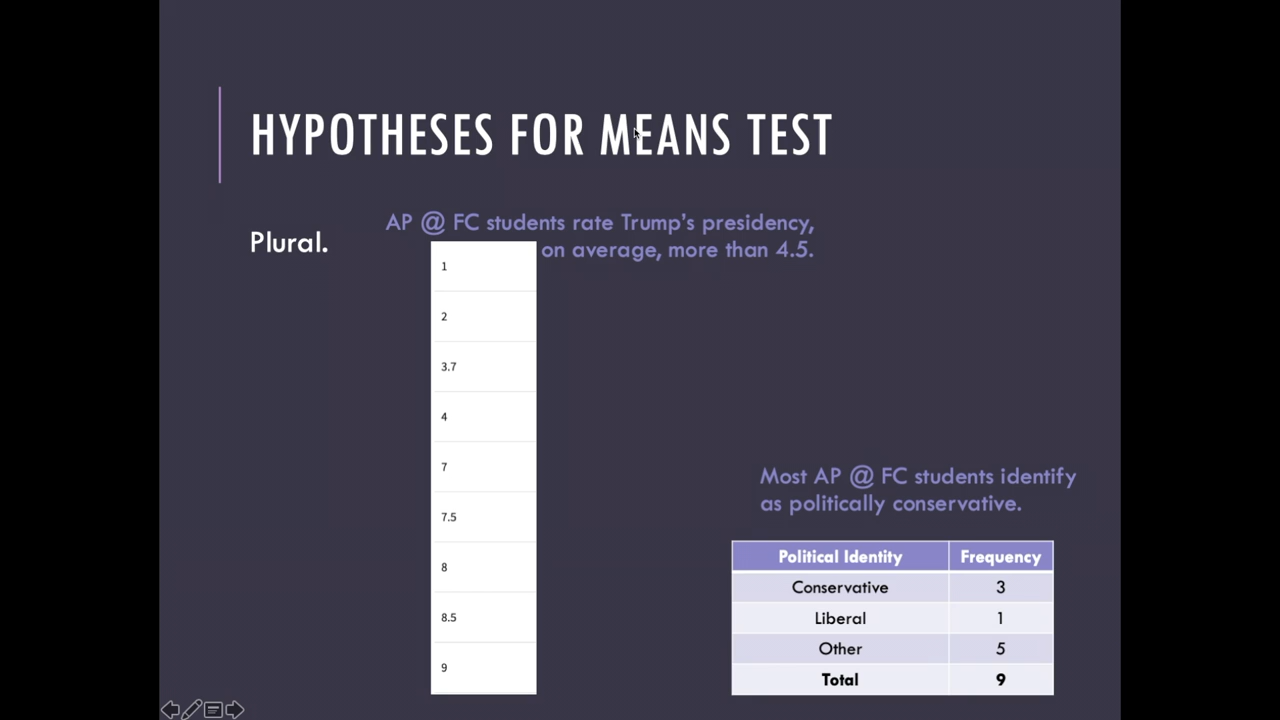 HYPOTHESES FOR MEANS TEST
Plural.
AP @ FC students rate Trump's presidency,
on average, more than 4.5.
1
2
3.7
4
7
7.5
8
8.5
9
Most AP @ FC students identify
as politically conservative.
Political Identity Frequency
Conservative 3
Liberal 1
Other 5
Total 9